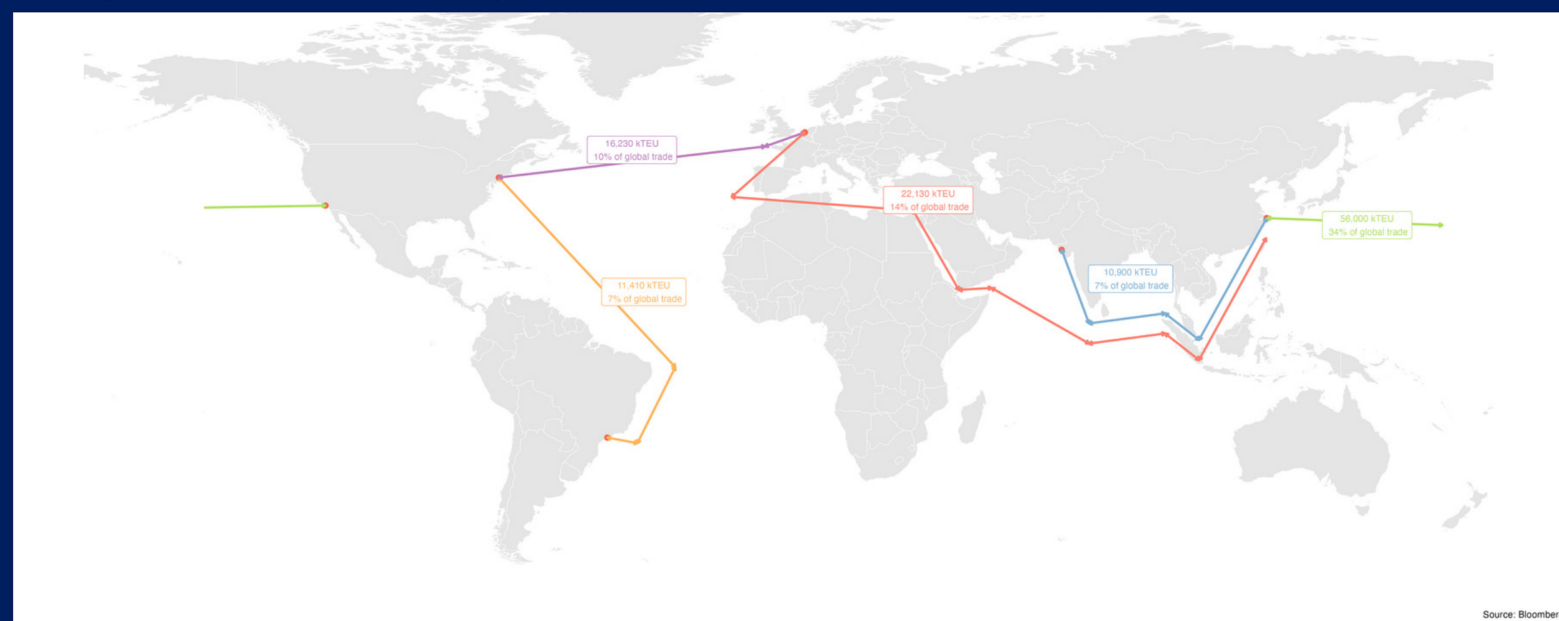 16,230 kTEU
10% of global trade
22,130 kTEU
14% of global trade
56,000 kTEU
34% of global trade
10,900 kTEU
7% of global trade
11,410 kTEU
7% of global trade
Source: Bloomber